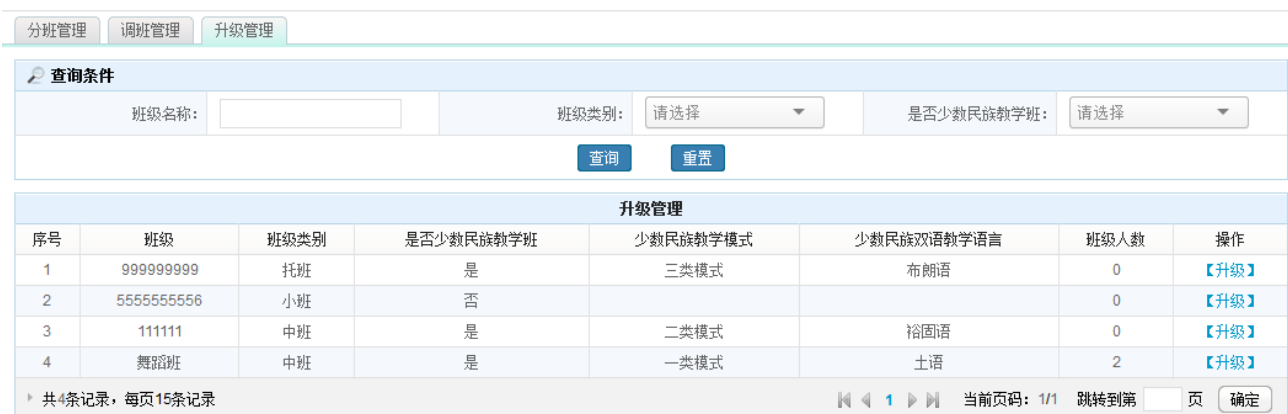 分班管理 调班管理 升级管理
查询条件
班级名称: 班级类别: 请选择 是否少数民族教学班: 请选择
查询 重置
升级管理
序号 班级 班级类别 是否少数民族教学班 少数民族教学模式 少数民族双语教学语言 班级人数 操作
1 999999999 托班 是 三类模式 布朗语 0 【升级】
2 5555555556 小班 否 0 【升级】
3 111111 中班 是 二类模式 裕固语 0 【升级】
4 舞蹈班 中班 是 一类模式 土语 2 【升级】
共4条记录，每页15条记录 1 当前页码: 1/1 跳转到第 页 确定